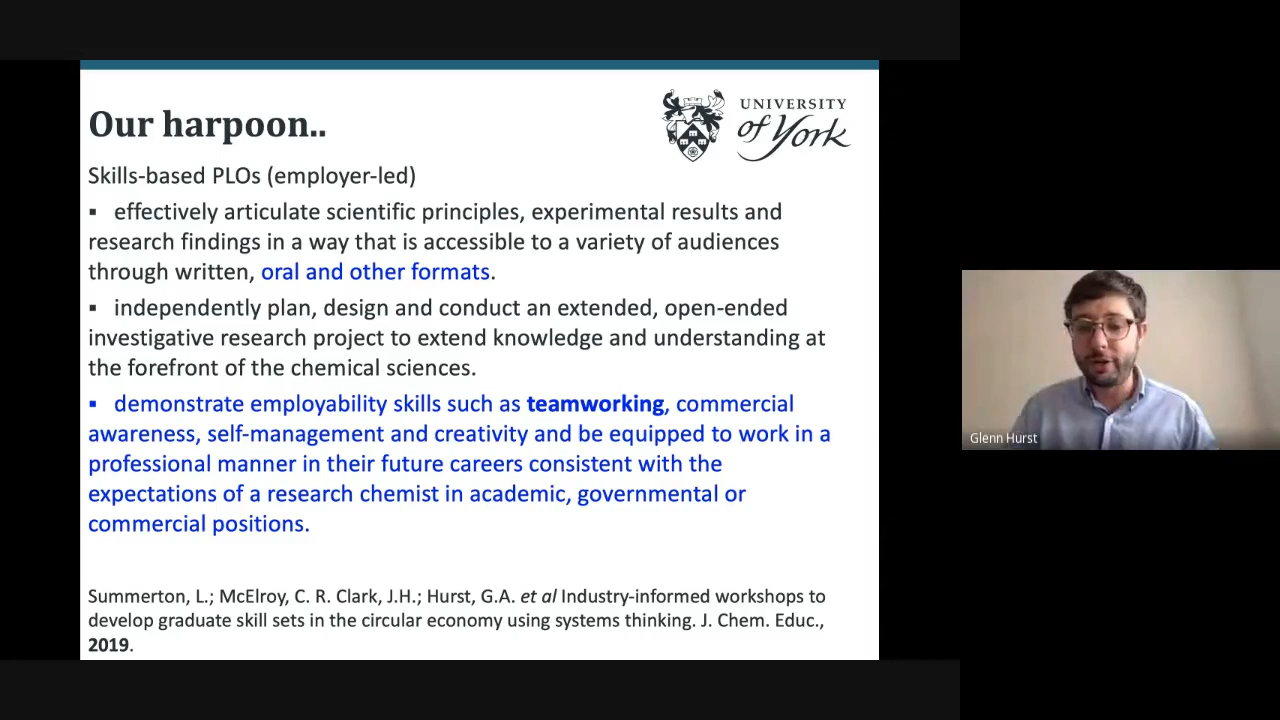 Our harpoon..
UNIVERSITY
of York
Skills-based PLOs (employer-led)
▪ effectively articulate scientific principles, experimental results and
research findings in a way that is accessible to a variety of audiences
through written, oral and other formats.
▪ independently plan, design and conduct an extended, open-ended
investigative research project to extend knowledge and understanding at
the forefront of the chemical sciences.
▪ demonstrate employability skills such as teamworking, commercial
awareness, self-management and creativity and be equipped to work in a
professional manner in their future careers consistent with the
expectations of a research chemist in academic, governmental or
commercial positions.
Glenn Hurst
Summerton, L.; McElroy, C. R. Clark, J.H.; Hurst, G.A. et al Industry-informed workshops to
develop graduate skill sets in the circular economy using systems thinking. J. Chem. Educ.,
2019.